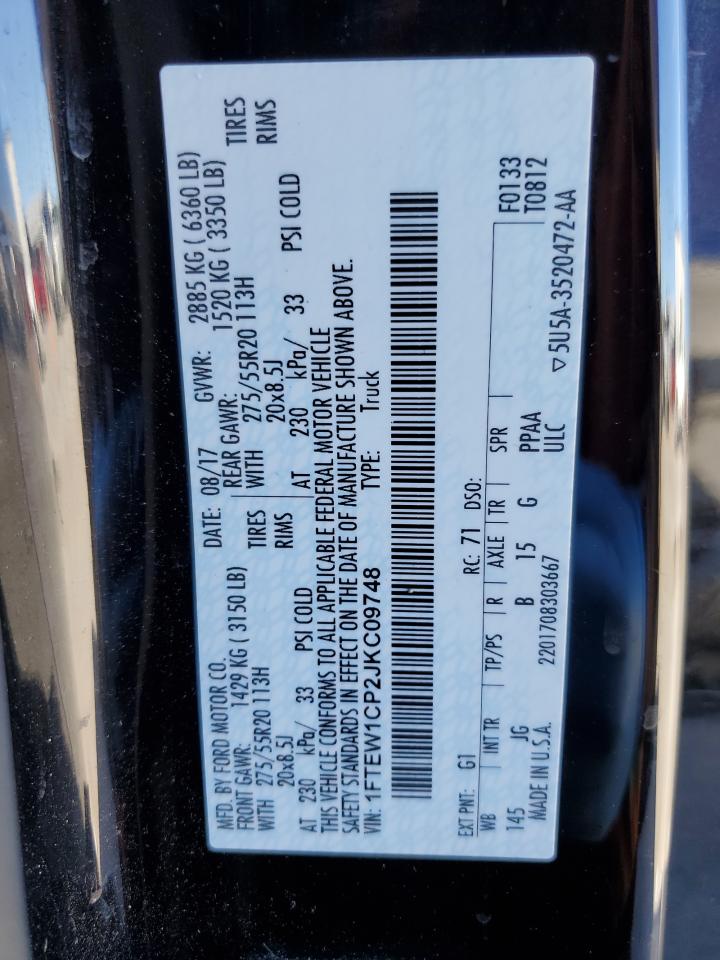 MFD. BY FORD MOTOR CO.
DATE: 08/17 GVWR: 2885 KG ( 6360 LB)
FRONT GAWR: 1429 KG ( 3150 LB) REAR GAWR: 1520 KG ( 3350 LB)
WITH 275/55R20 113H TIRES WITH 275/55R20 113H TIRES
20x8.5J RIMS 20x8.5J RIMS
AT 230 kPa/ 33 PSI COLD AT 230 kPa/ 33 PSI COLD
THIS VEHICLE CONFORMS TO ALL APPLICABLE FEDERAL MOTOR VEHICLE
SAFETY STANDARDS IN EFFECT ON THE DATE OF MANUFACTURE SHOWN ABOVE.
VIN: 1FTEW1CP2JKC09748 TYPE: Truck
EXT PNT: G1 RC: 71 DSO:
WB INT TR TP/PS R AXLE TR SPR
145 JG B 15 G PPAA F0133
MADE IN U.S.A. 2201708303667 ULC T0812
▽5U5A-3520472-AA